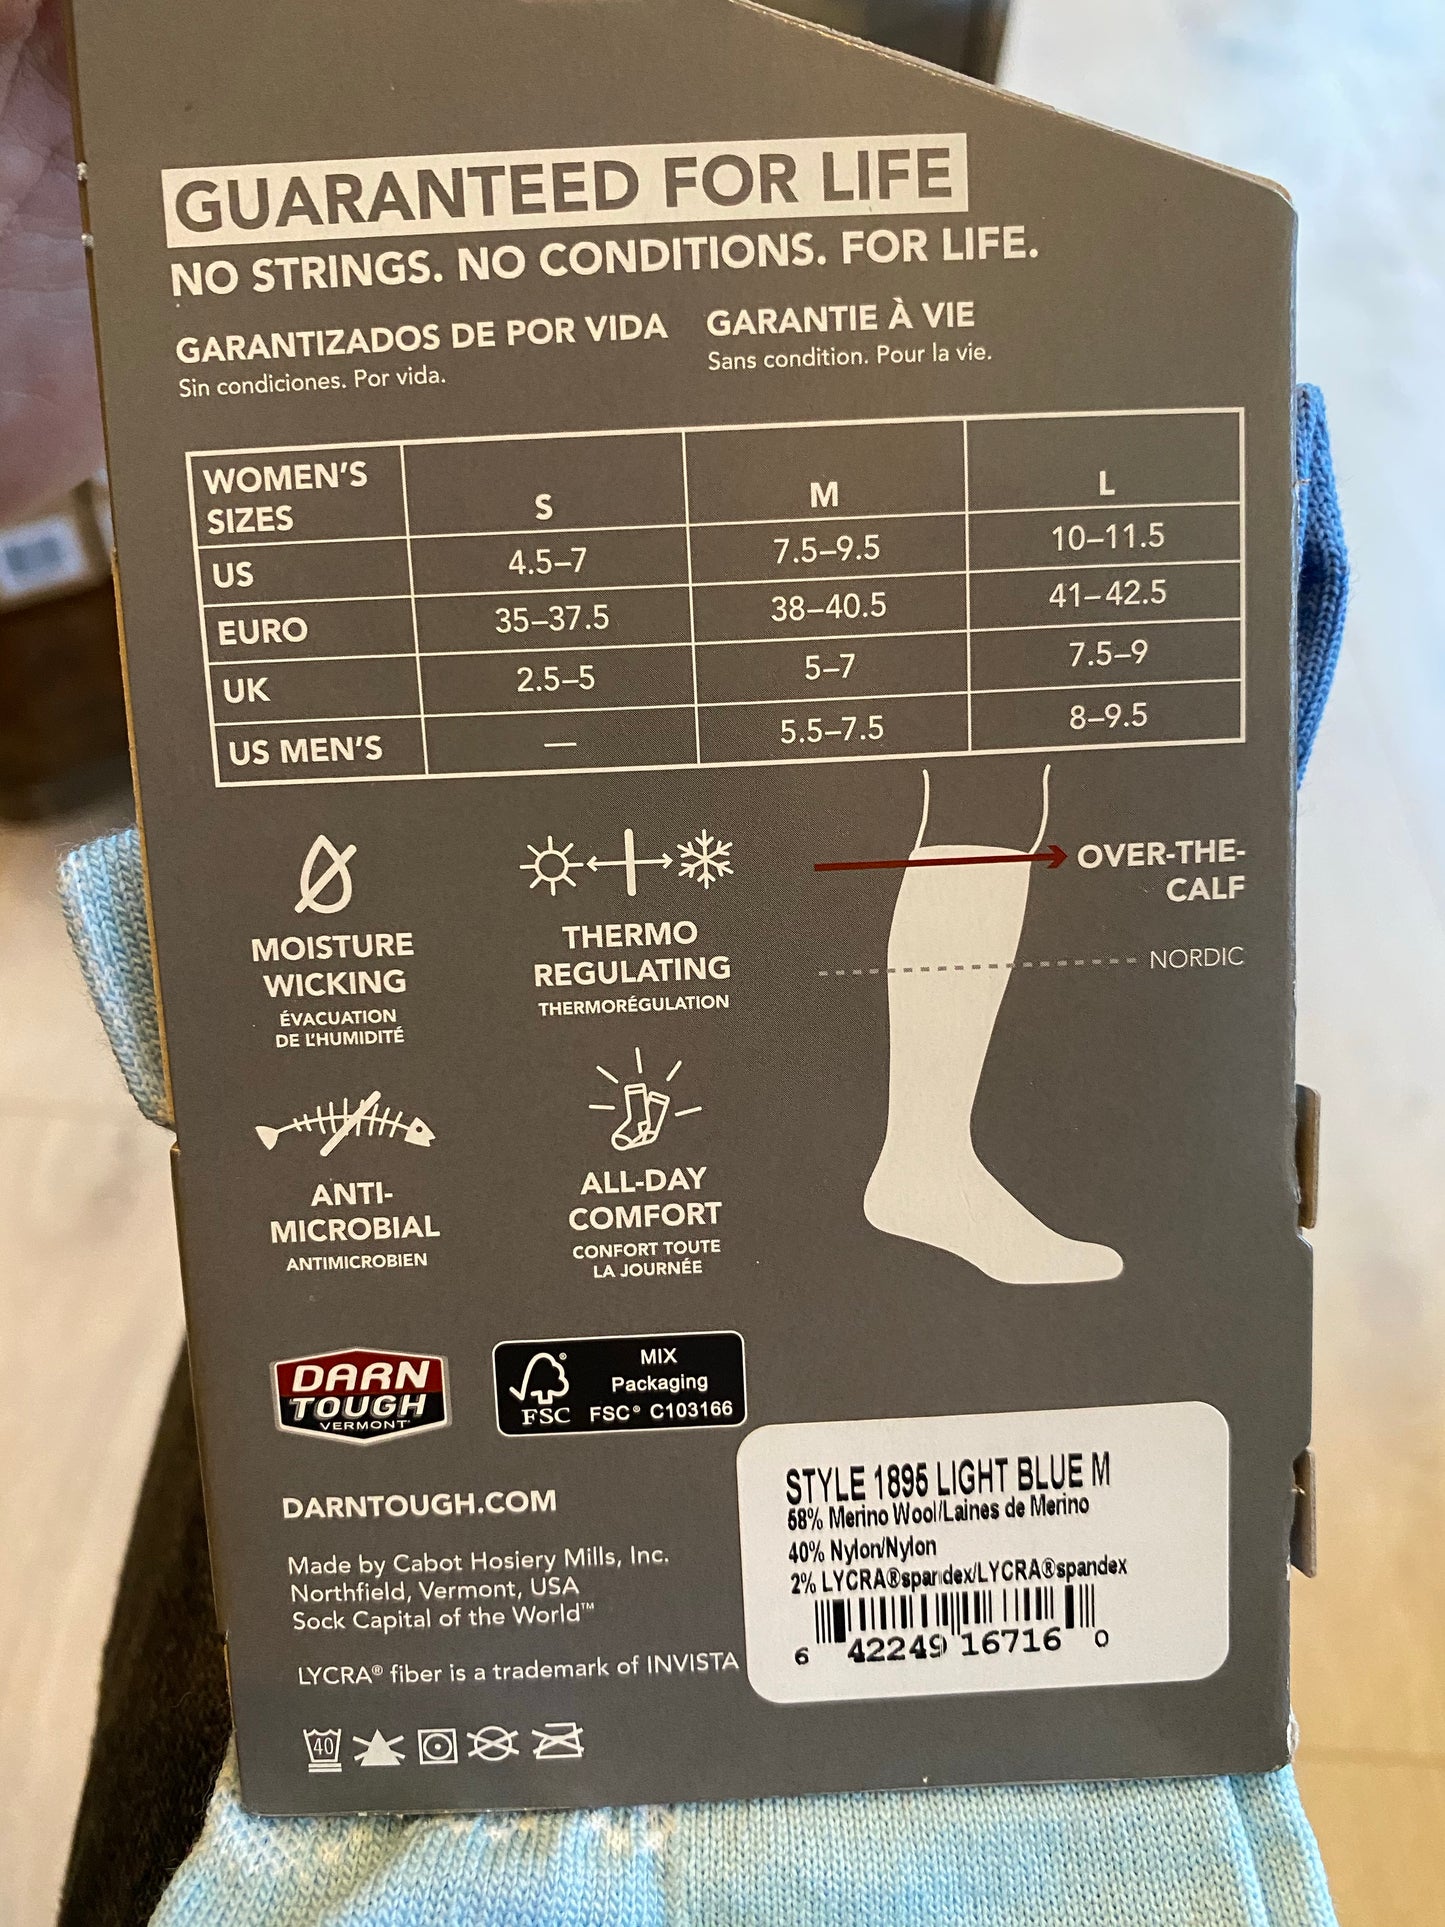 GUARANTEED FOR LIFE
NO STRINGS. NO CONDITIONS. FOR LIFE.
GARANTIZADOS DE POR VIDA
Sin condiciones. Por vida.
GARANTIE À VIE
Sans condition. Pour la vie.
WOMEN'S SIZES S M L
US 4.5–7 7.5–9.5 10–11.5
EURO 35–37.5 38–40.5 41–42.5
UK 2.5–5 5–7 7.5–9
US MEN'S — 5.5–7.5 8–9.5
MOISTURE
WICKING
ÉVACUATION
DE L'HUMIDITÉ
THERMO
REGULATING
THERMORÉGULATION
OVER-THE-
CALF
NORDIC
ANTI-
MICROBIAL
ANTIMICROBIEN
ALL-DAY
COMFORT
CONFORT TOUTE
LA JOURNÉE
DARN
TOUGH
VERMONT
FSC
MIX
Packaging
FSC® C103166
DARNTOUGH.COM
Made by Cabot Hosiery Mills, Inc.
Northfield, Vermont, USA
Sock Capital of the World™
LYCRA® fiber is a trademark of INVISTA
STYLE 1895 LIGHT BLUE M
58% Merino Wool/Laines de Merino
40% Nylon/Nylon
2% LYCRA®spandex/LYCRA®spandex
6 42249 16716 0
40